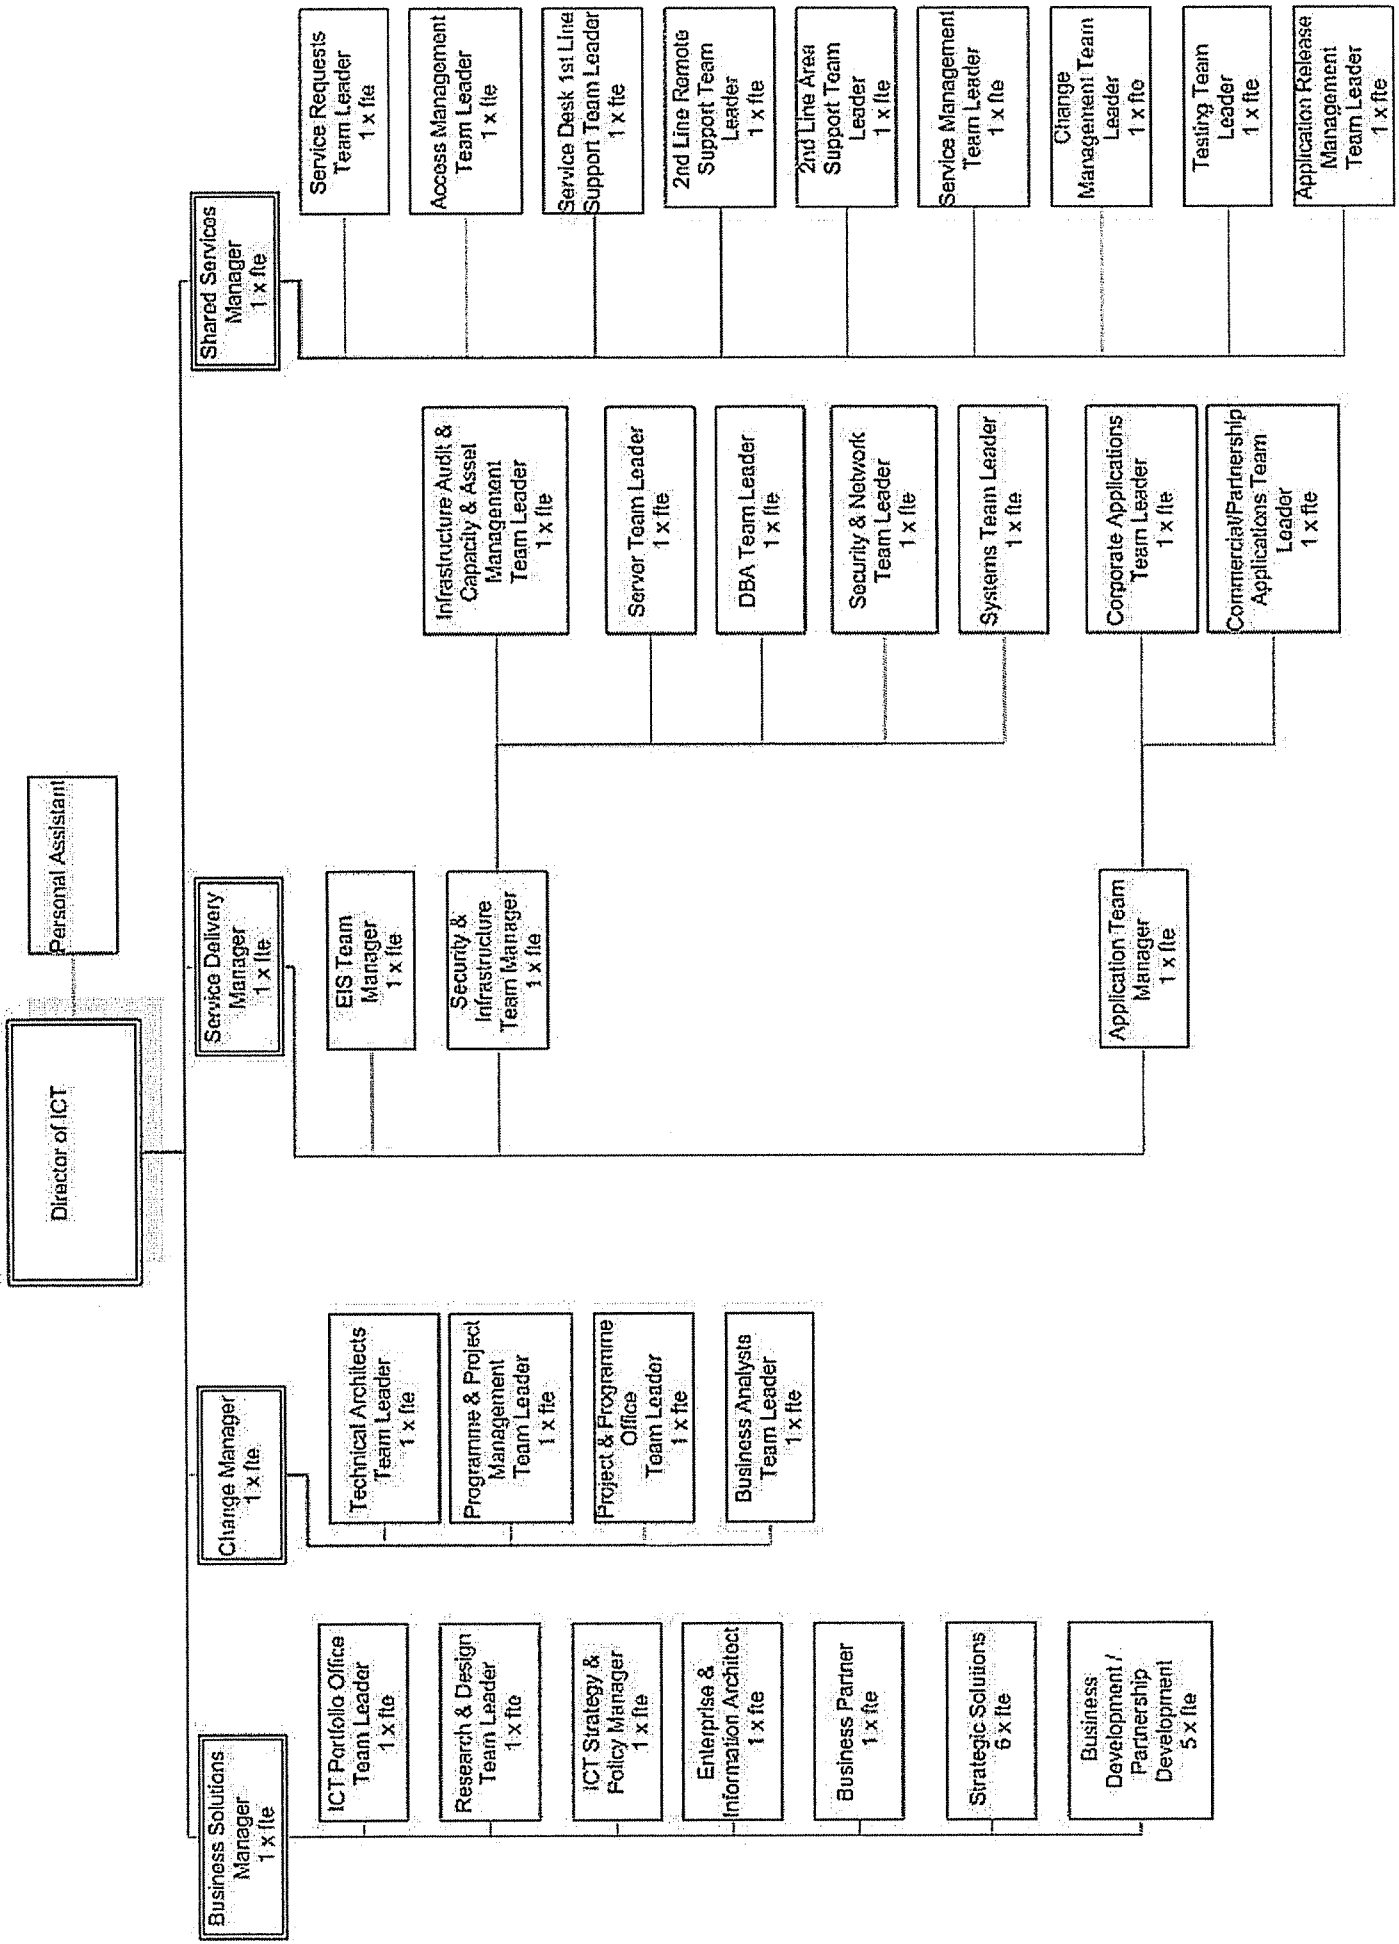 Director of ICT
Personal Assistant
Business Solutions
Manager
1 x fte
ICT Portfolio Office
Team Leader
1 x fte
Research & Design
Team Leader
1 x fte
ICT Strategy &
Policy Manager
1 x fte
Enterprise &
Information Architect
1 x fte
Business Partner
1 x fte
Strategic Solutions
6 x fte
Business
Development /
Partnership
Development
5 x fte
Change Manager
1 x fte
Technical Architects
Team Leader
1 x fte
Programme & Project
Management
Team Leader
1 x fte
Project & Programme
Office
Team Leader
1 x fte
Business Analysts
Team Leader
1 x fte
Service Delivery
Manager
1 x fte
EIS Team
Manager
1 x fte
Security &
Infrastructure
Team Manager
1 x fte
Infrastructure Audit &
Capacity & Asset
Management
Team Leader
1 x fte
Server Team Leader
1 x fte
DBA Team Leader
1 x fte
Security & Network
Team Leader
1 x fte
Systems Team Leader
1 x fte
Application Team
Manager
1 x fte
Corporate Applications
Team Leader
1 x fte
Commercial/Partnership
Applications Team
Leader
1 x fte
Shared Services
Manager
1 x fte
Service Requests
Team Leader
1 x fte
Access Management
Team Leader
1 x fte
Service Desk 1st Line
Support Team Leader
1 x fte
2nd Line Remote
Support Team
Leader
1 x fte
2nd Line Area
Support Team
Leader
1 x fte
Service Management
Team Leader
1 x fte
Change
Management Team
Leader
1 x fte
Testing Team
Leader
1 x fte
Application Release
Management
Team Leader
1 x fte